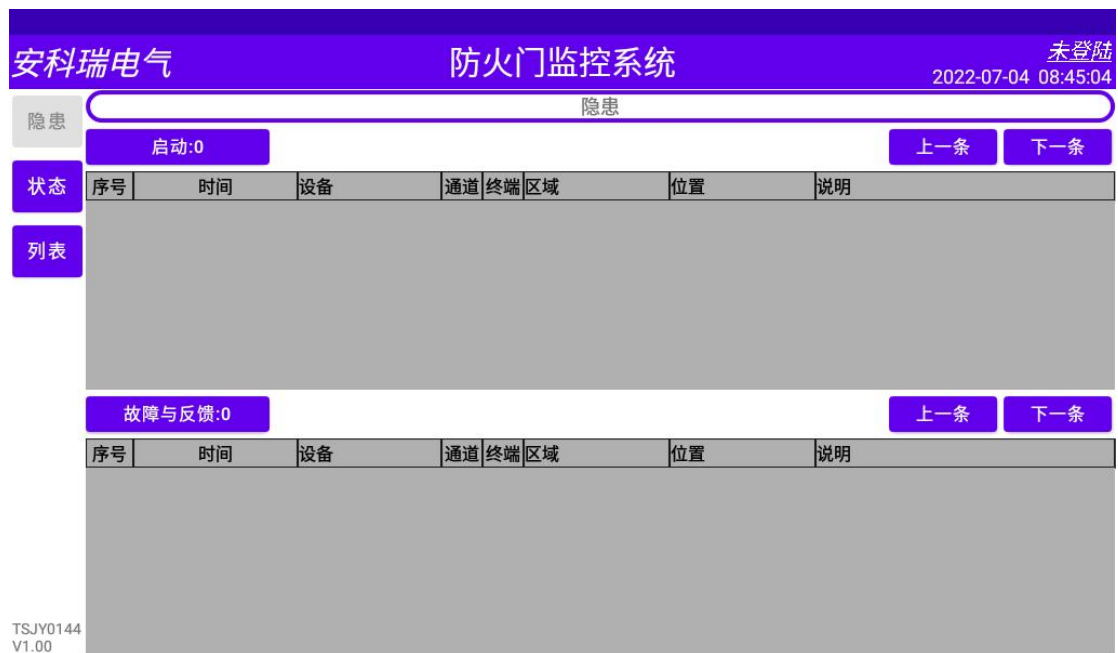 安科瑞电气 防火门监控系统 未登陆
2022-07-04 08:45:04
隐患 隐患
启动:0 上一条 下一条
状态 序号 时间 设备 通道 终端 区域 位置 说明
列表
故障与反馈:0 上一条 下一条
序号 时间 设备 通道 终端 区域 位置 说明
TSJY0144
V1.00